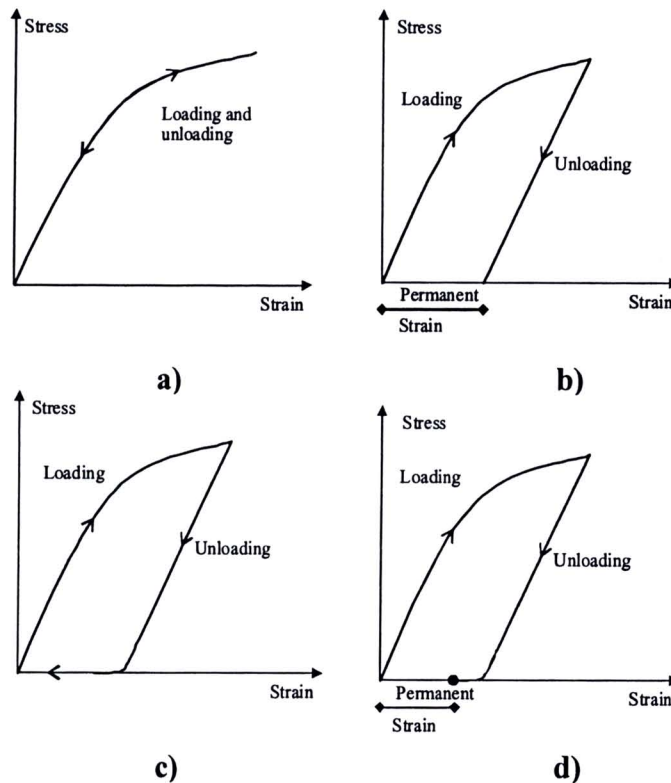 Stress
Loading and
unloading
Strain
a)
Stress
Loading
Unloading
Permanent
Strain
Strain
b)
Stress
Loading
Unloading
Strain
c)
Stress
Loading
Unloading
Permanent
Strain
Strain
d)